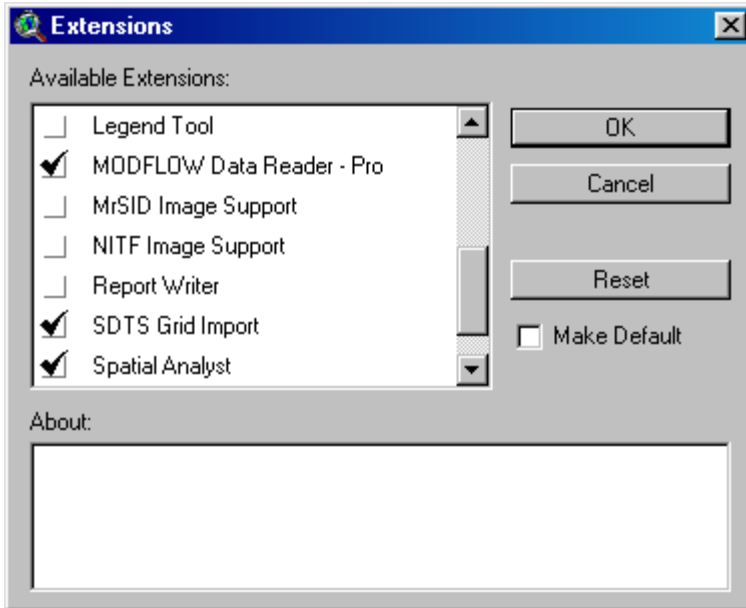 Extensions
Available Extensions:
Legend Tool
MODFLOW Data Reader - Pro
MrSID Image Support
NITF Image Support
Report Writer
SDTS Grid Import
Spatial Analyst
OK
Cancel
Reset
Make Default
About: